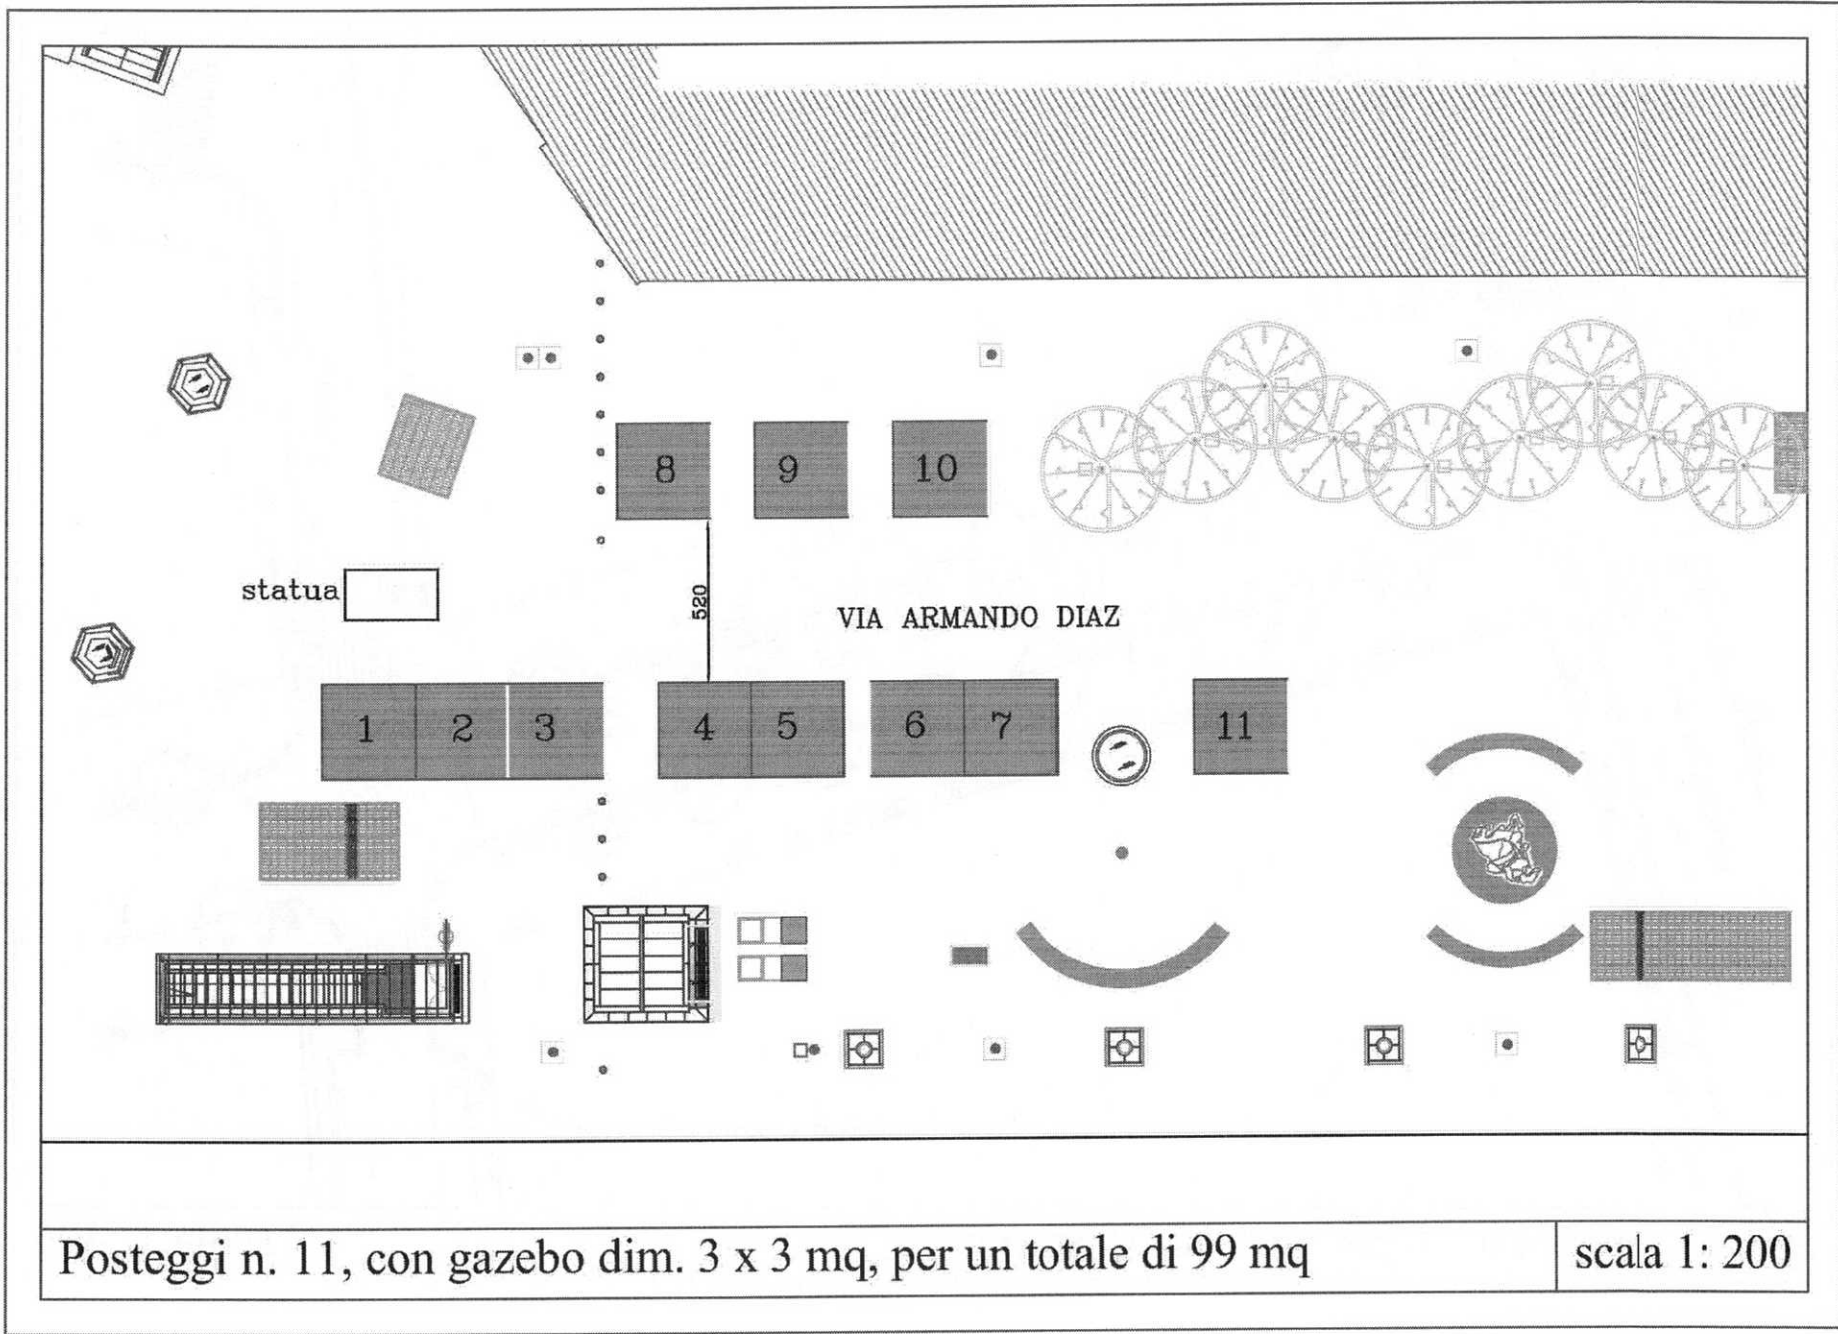 8 9 10
statua
520
VIA ARMANDO DIAZ
1 2 3 4 5 6 7 11
Posteggi n. 11, con gazebo dim. 3 x 3 mq, per un totale di 99 mq
scala 1: 200